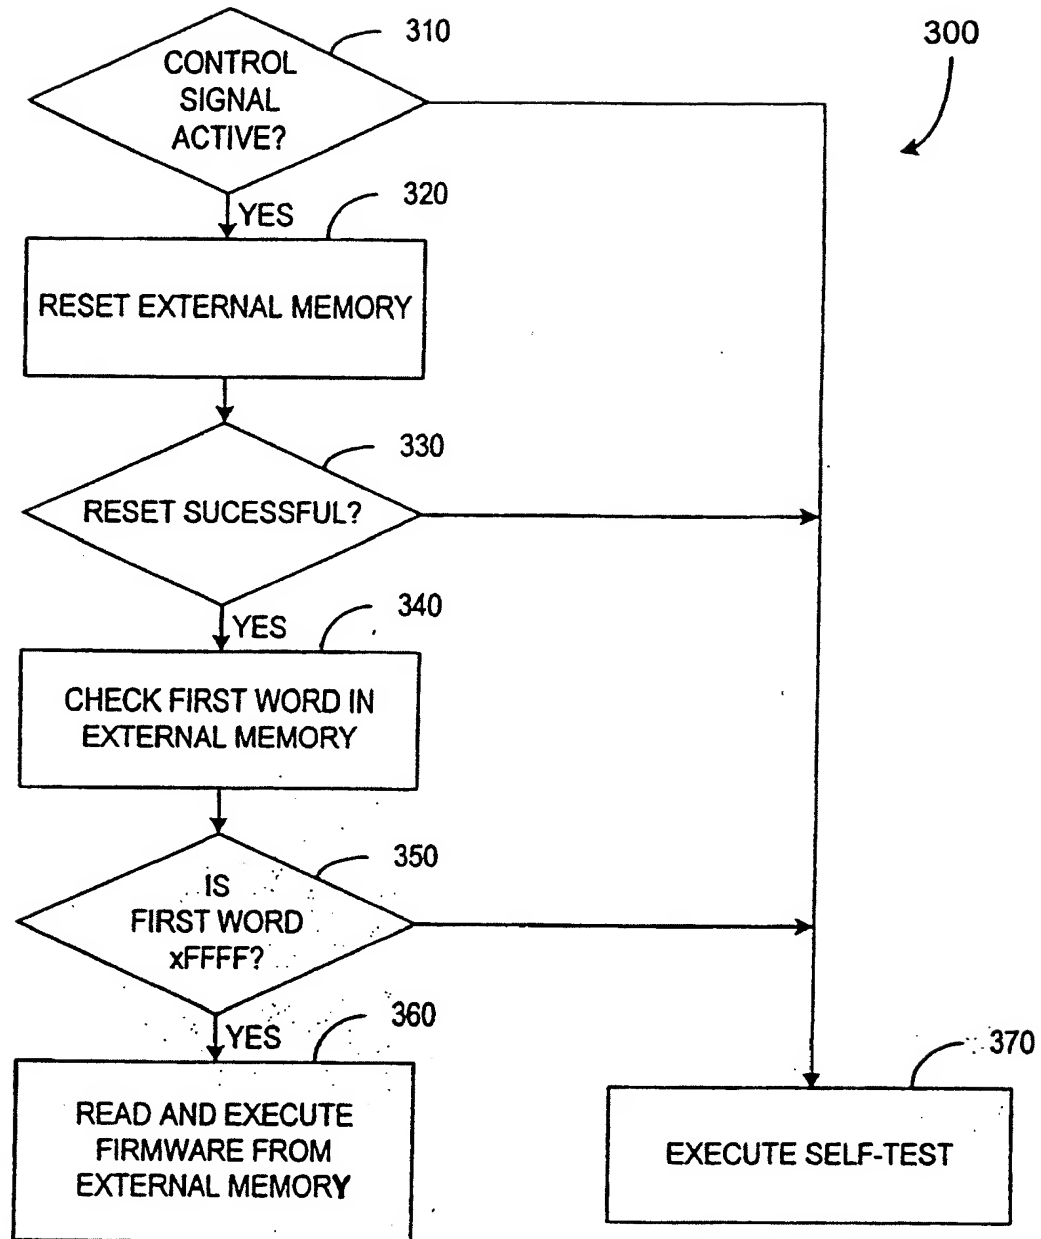 310
300
CONTROL
SIGNAL
ACTIVE?
YES
320
RESET EXTERNAL MEMORY
330
RESET SUCESSFUL?
YES
340
CHECK FIRST WORD IN
EXTERNAL MEMORY
350
IS
FIRST WORD
xFFFF?
YES
360
370
READ AND EXECUTE
FIRMWARE FROM
EXTERNAL MEMORY
EXECUTE SELF-TEST